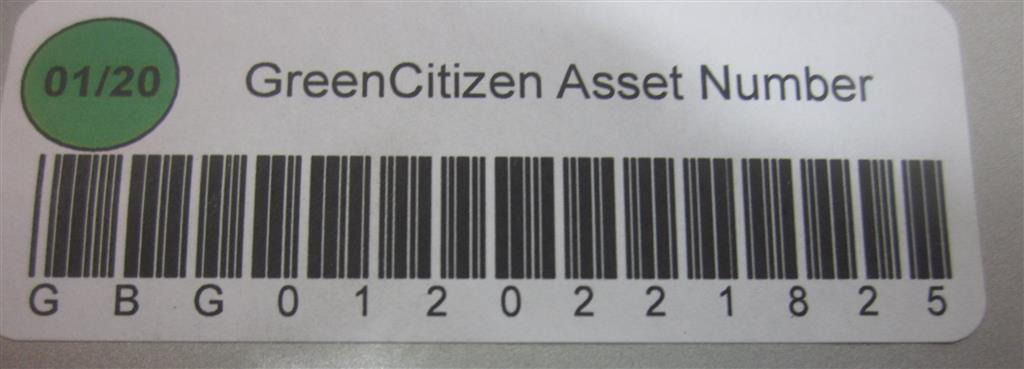 01/20
GreenCitizen Asset Number
G B G 0 1 2 0 2 2 1 8 2 5